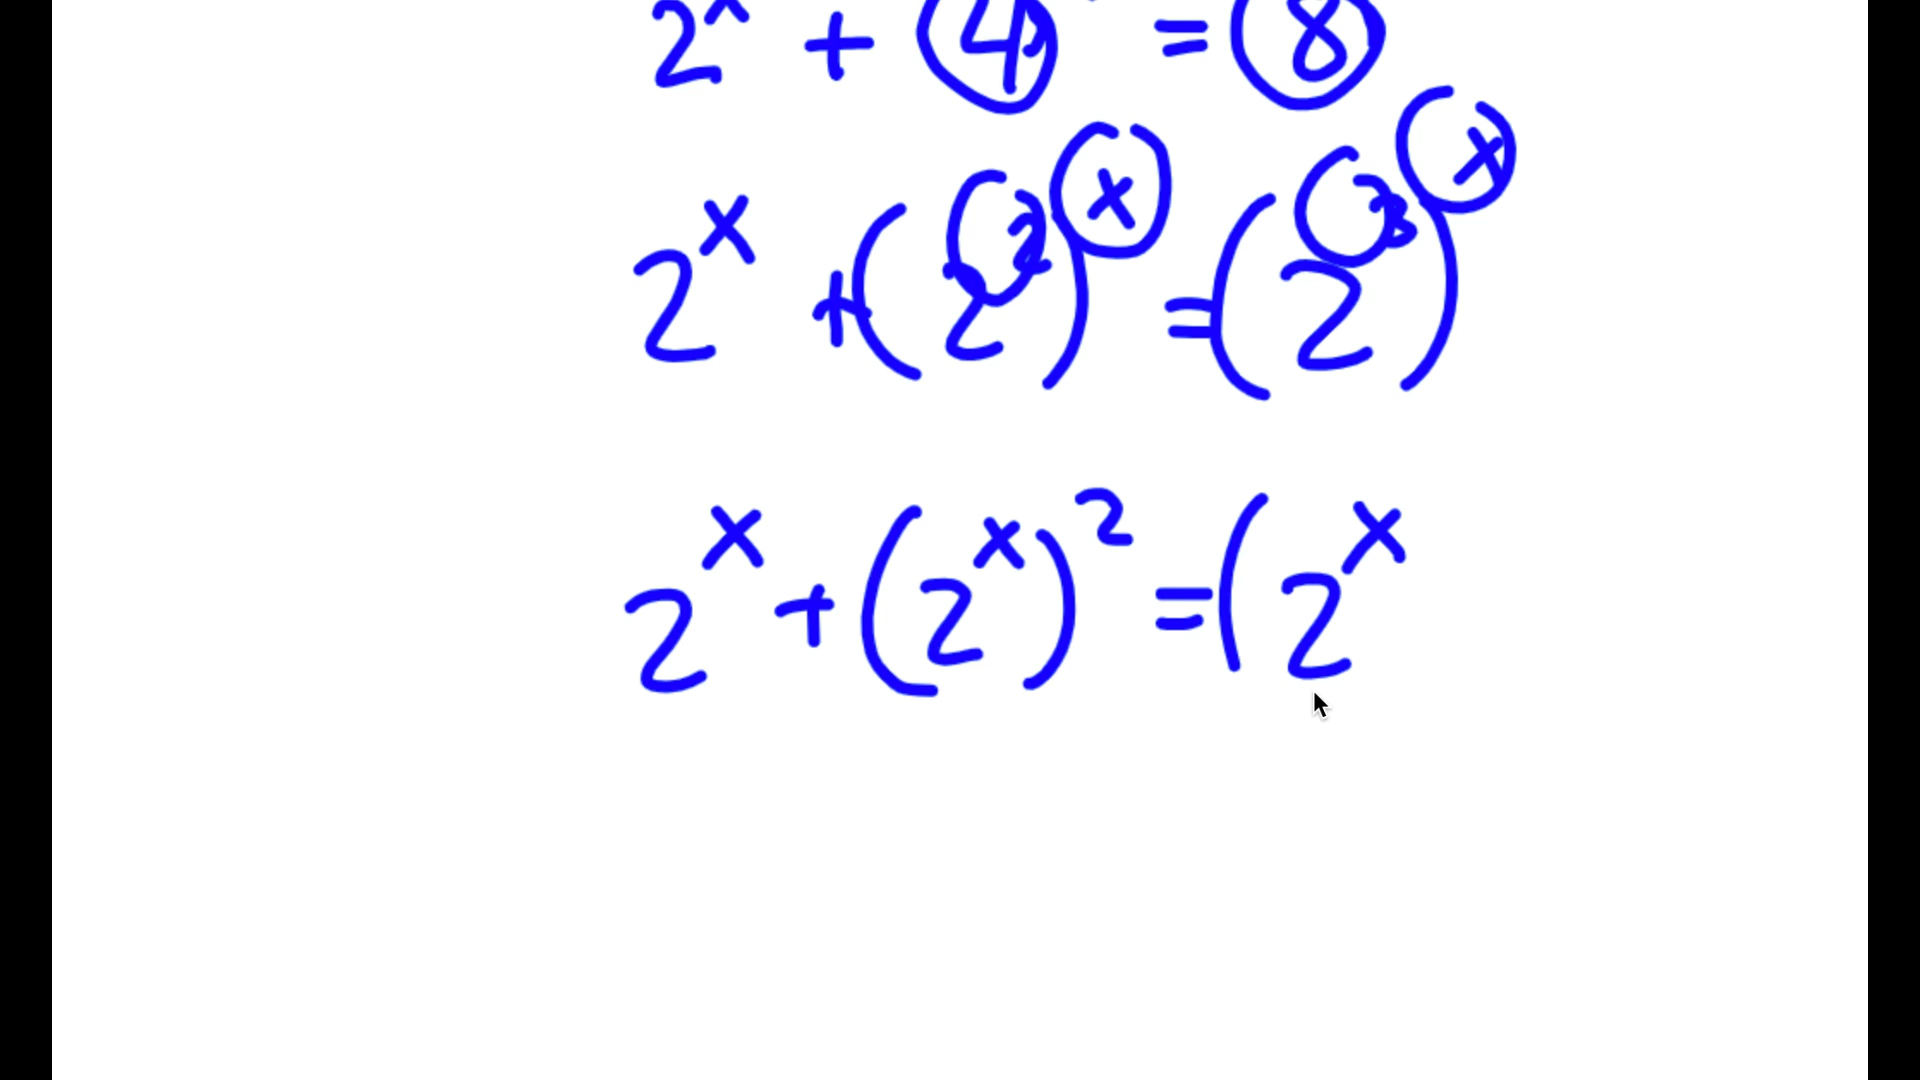 2^x + 4^x = 8
2^x + (2^2)^x = (2^3)^x
2^x + (2^x)^2 = (2^x